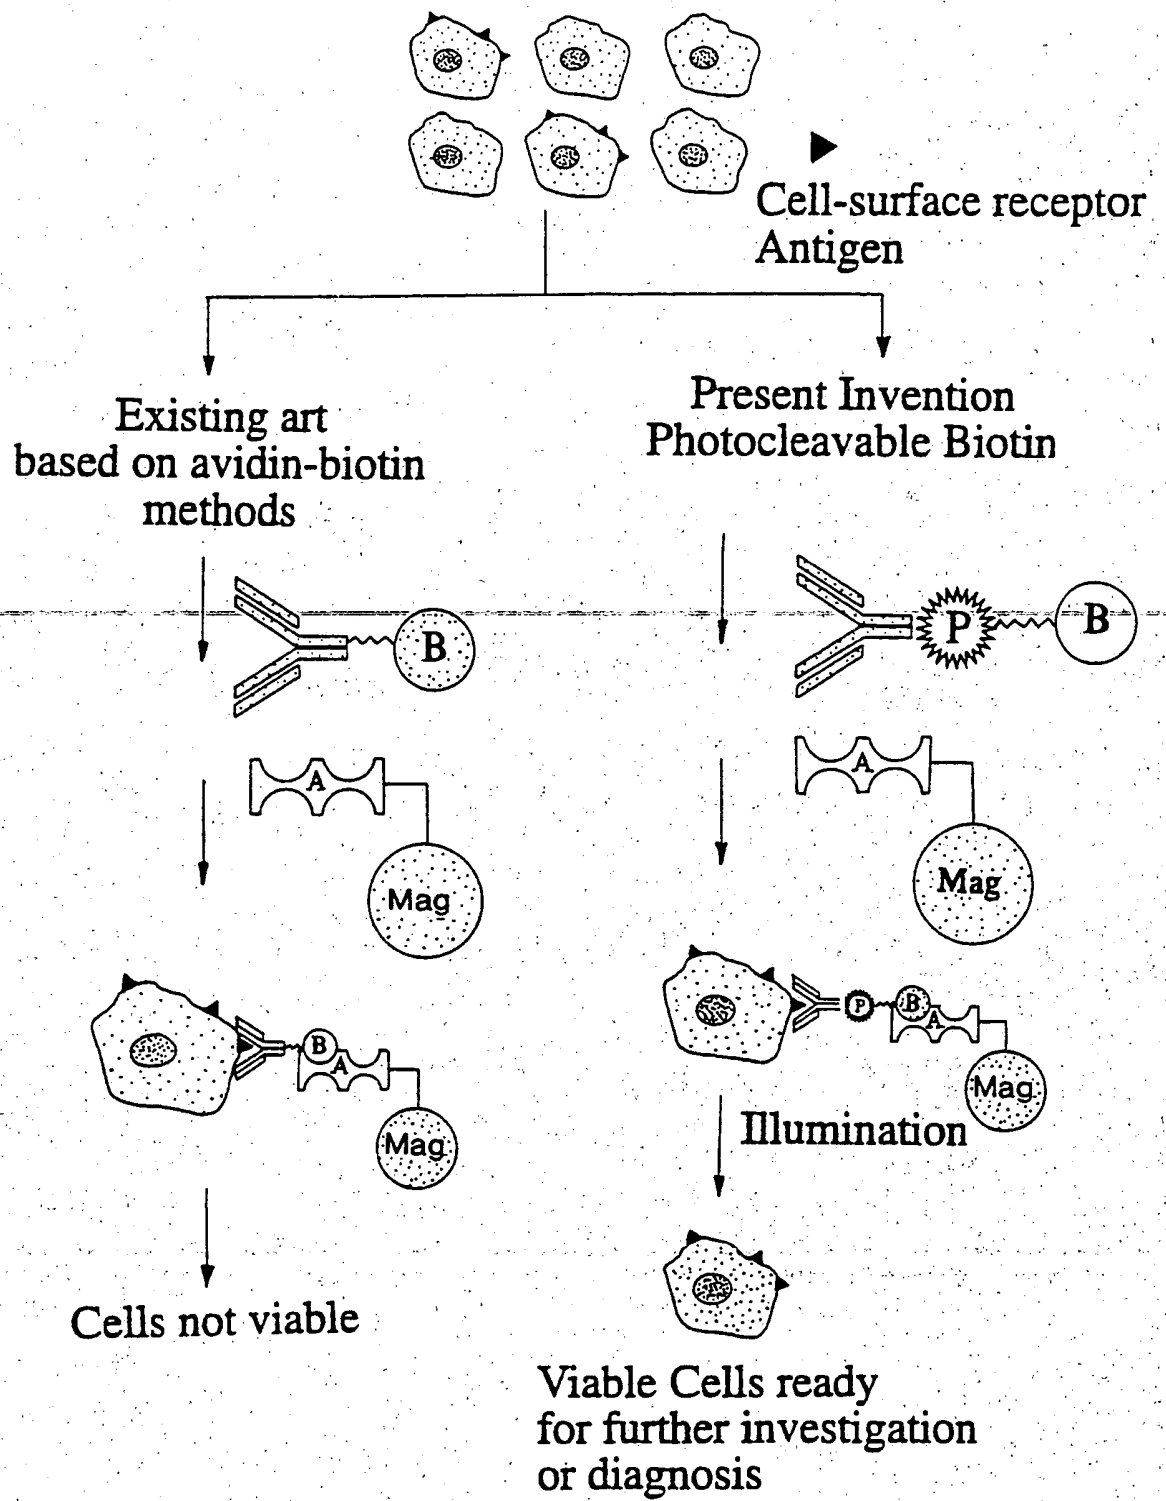 Cell-surface receptor
Antigen
Existing art
based on avidin-biotin
methods
Present Invention
Photocleavable Biotin
B
P
B
A
Mag
A
Mag
B
A
Mag
P
B
A
Mag
Illumination
Cells not viable
Viable Cells ready
for further investigation
or diagnosis